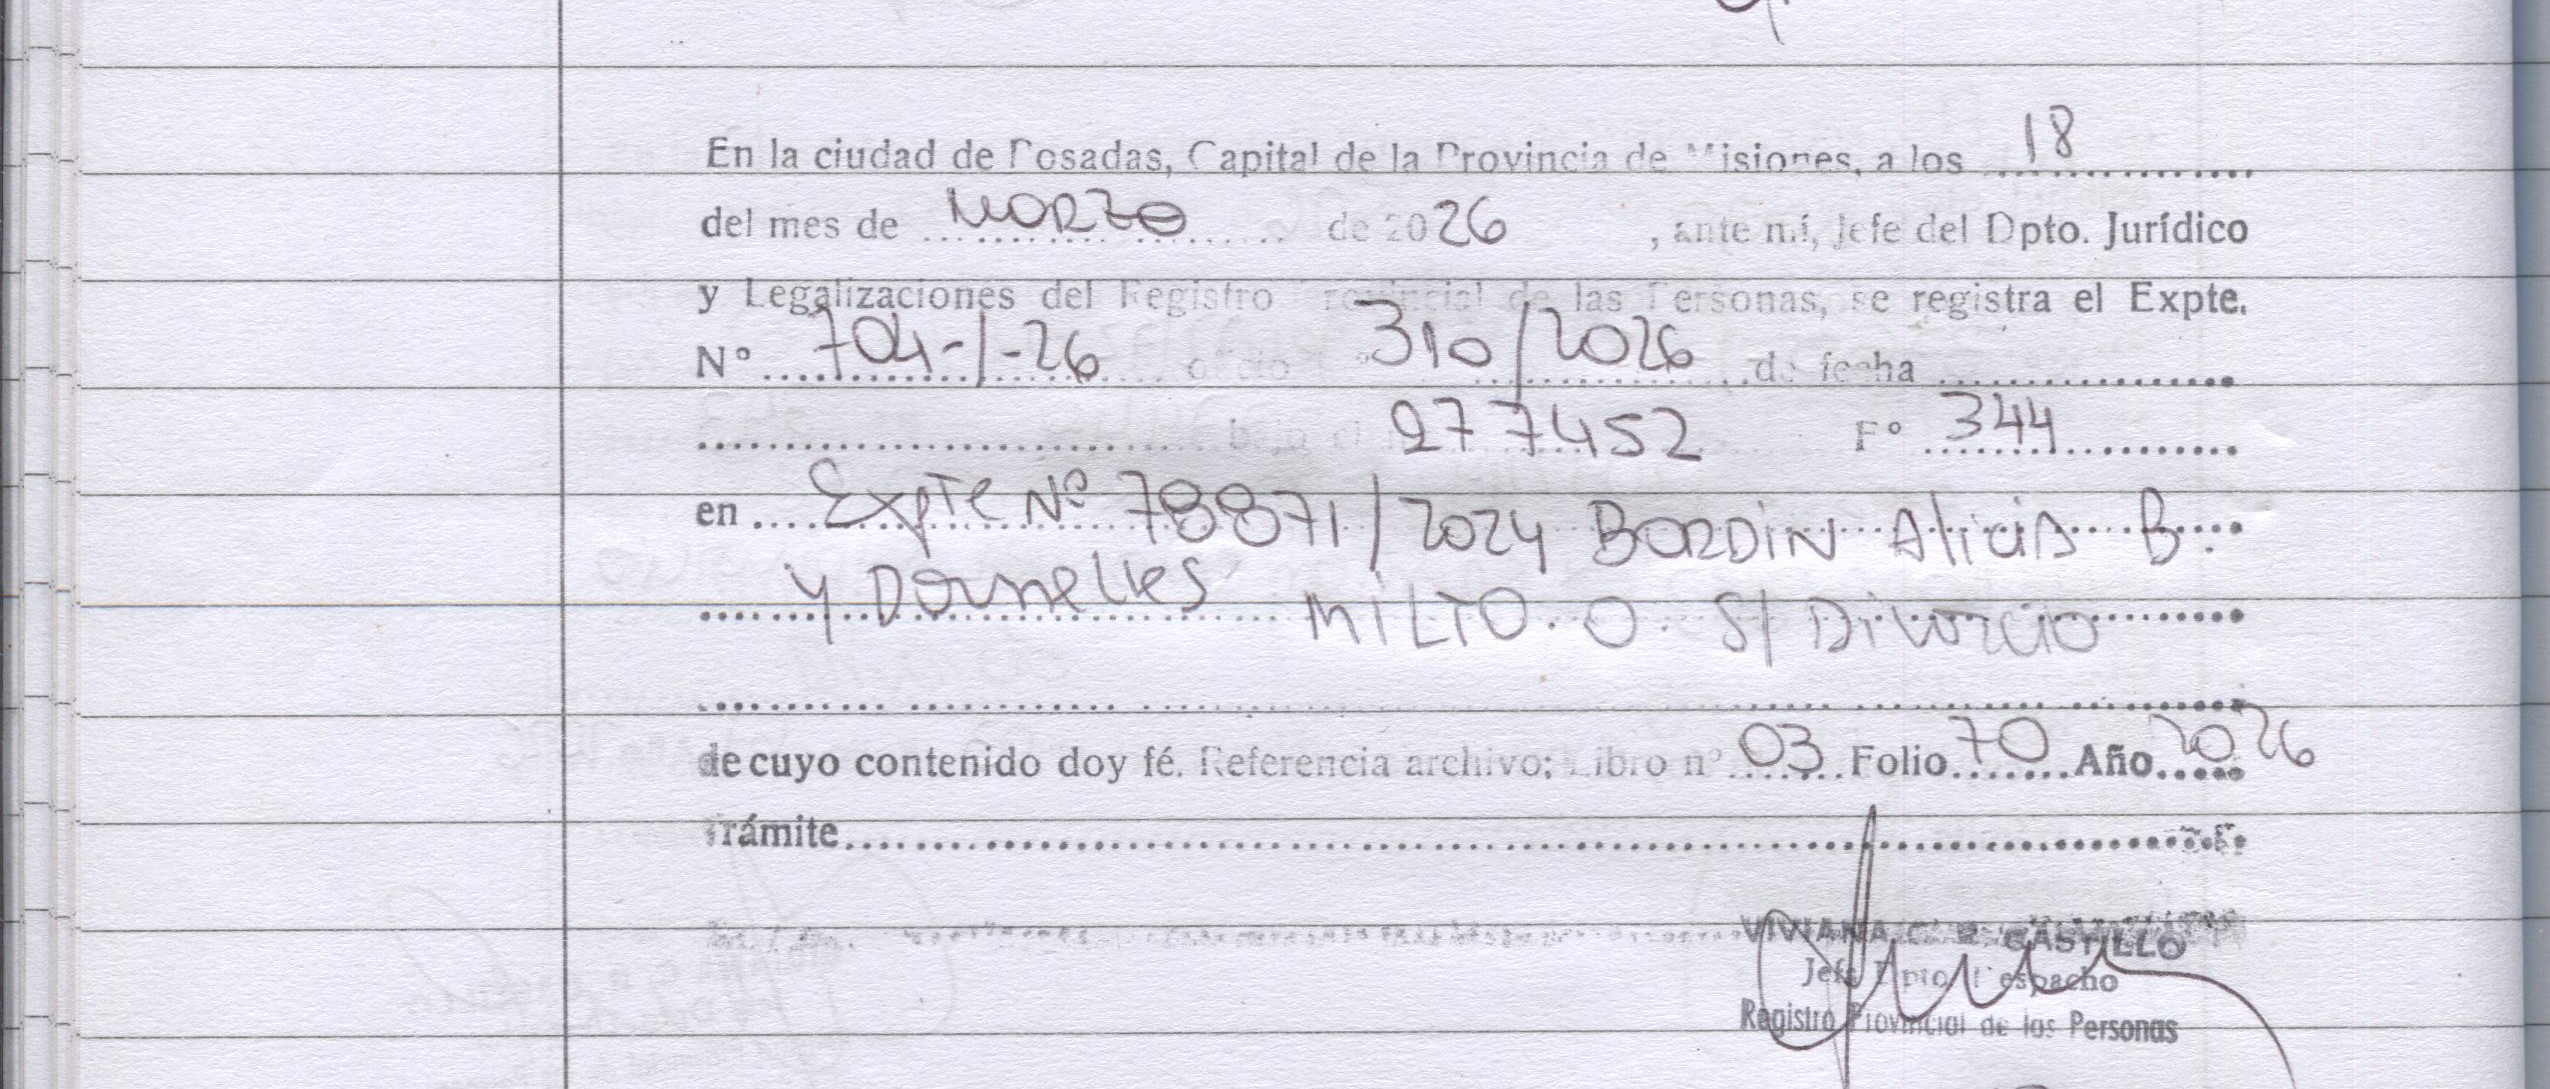 En la ciudad de Posadas, Capital de la Provincia de Misiones, a los 18
del mes de Marzo de 2026, ante mí, Jefe del Dpto. Jurídico
y Legalizaciones del Registro Provincial de las Personas, se registra el Expte.
N° 704-1-26 oficio 310/2026 de fecha
bajo el 277452 F° 344
en Expte Nº 78871/2024 BORDIN Alicia B.
y Dornelles MILTO. O. S/ Divorcio
de cuyo contenido doy fé. Referencia archivo: Libro n° 03 Folio 70 Año 2026
Trámite
VIVIANA C. R. CASTILLO
Jefe Dpto. Despacho
Registro Provincial de las Personas